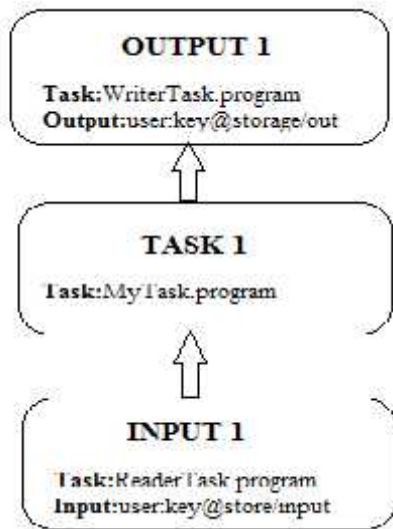 OUTPUT 1
Task:WriterTask.program
Output:user:key@storage/out
TASK 1
Task:MyTask.program
INPUT 1
Task:ReaderTask.program
Input:user:key@store/input